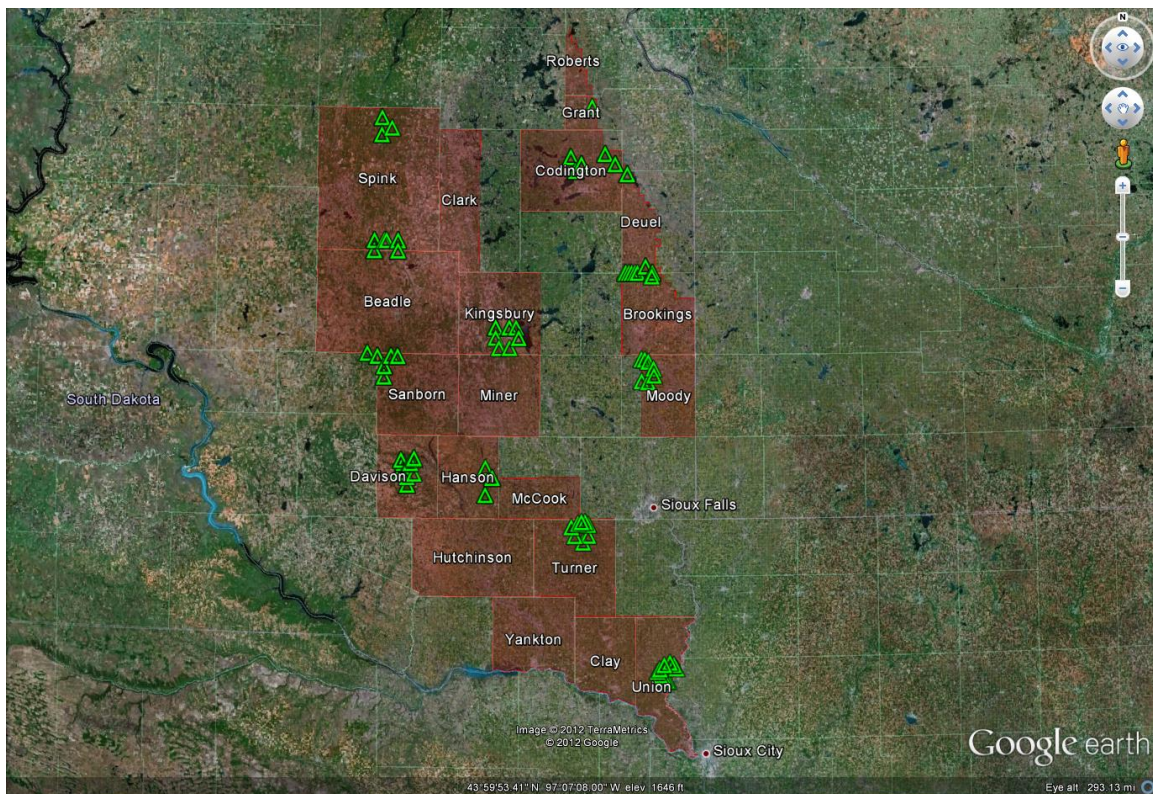 N
Roberts
Grant
Codington
Spink
Clark
Deuel
Beadle
Kingsbury
Brookings
South Dakota
Sanborn
Miner
Moody
Davison
Hanson
McCook
Sioux Falls
Hutchinson
Turner
Yankton
Clay
Union
Image © 2012 TerraMetrics
© 2012 Google
Sioux City
Google earth
43°59'53.41" N 97°07'08.00" W elev 1646 ft
Eye alt 293.13 mi